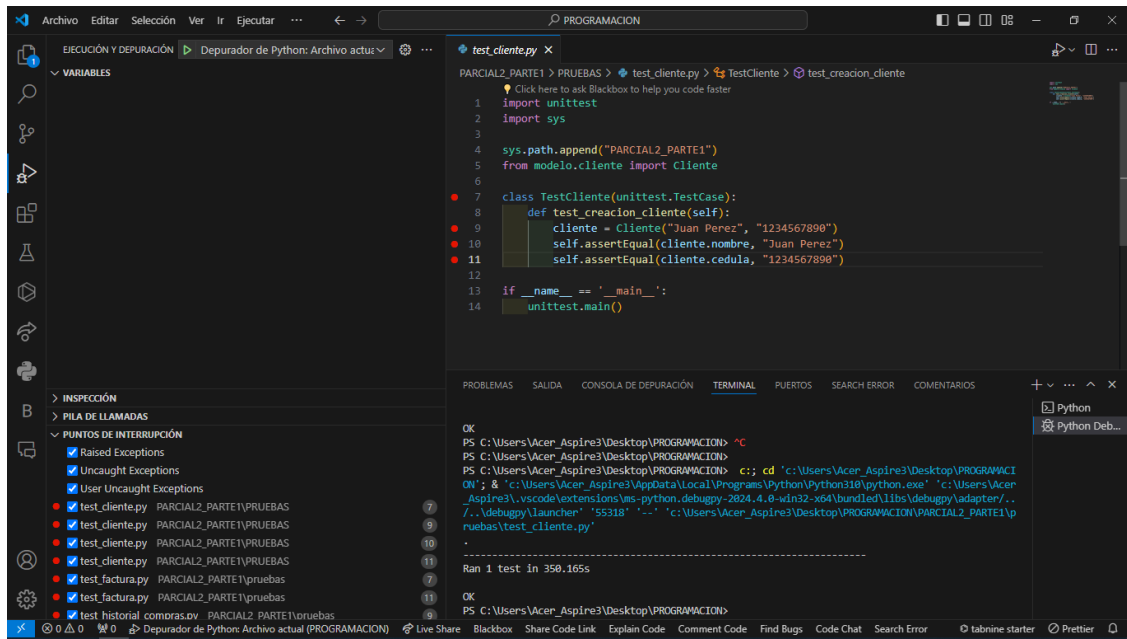 Archivo Editar Selección Ver Ir Ejecutar ··· PROGRAMACION
EJECUCIÓN Y DEPURACIÓN Depurador de Python: Archivo actua ···
VARIABLES
INSPECCIÓN
PILA DE LLAMADAS
PUNTOS DE INTERRUPCIÓN
Raised Exceptions
Uncaught Exceptions
User Uncaught Exceptions
test_cliente.py PARCIAL2_PARTE1\PRUEBAS 7
test_cliente.py PARCIAL2_PARTE1\PRUEBAS 9
test_cliente.py PARCIAL2_PARTE1\PRUEBAS 10
test_cliente.py PARCIAL2_PARTE1\PRUEBAS 11
test_factura.py PARCIAL2_PARTE1\pruebas 7
test_factura.py PARCIAL2_PARTE1\pruebas 11
test_historial_compras.py PARCIAL2_PARTE1\pruebas 9
test_cliente.py
PARCIAL2_PARTE1 > PRUEBAS > test_cliente.py > TestCliente > test_creacion_cliente
Click here to ask Blackbox to help you code faster
1 import unittest
2 import sys
3
4 sys.path.append("PARCIAL2_PARTE1")
5 from modelo.cliente import Cliente
6
7 class TestCliente(unittest.TestCase):
8 def test_creacion_cliente(self):
9 cliente = Cliente("Juan Perez", "1234567890")
10 self.assertEqual(cliente.nombre, "Juan Perez")
11 self.assertEqual(cliente.cedula, "1234567890")
12
13 if __name__ == '__main__':
14 unittest.main()
PROBLEMAS SALIDA CONSOLA DE DEPURACIÓN TERMINAL PUERTOS SEARCH ERROR COMENTARIOS
Python
Python Deb...
OK
PS C:\Users\Acer_Aspire3\Desktop\PROGRAMACION> ^C
PS C:\Users\Acer_Aspire3\Desktop\PROGRAMACION>
PS C:\Users\Acer_Aspire3\Desktop\PROGRAMACION> c:; cd 'c:\Users\Acer_Aspire3\Desktop\PROGRAMACI
ON'; & 'c:\Users\Acer_Aspire3\AppData\Local\Programs\Python\Python310\python.exe' 'c:\Users\Acer
_Aspire3\.vscode\extensions\ms-python.debugpy-2024.4.0-win32-x64\bundled\libs\debugpy\adapter/..
/..\debugpy\launcher' '55318' '--' 'c:\Users\Acer_Aspire3\Desktop\PROGRAMACION\PARCIAL2_PARTE1\p
ruebas\test_cliente.py'
.
----------------------------------------------------------------------
Ran 1 test in 350.165s
OK
PS C:\Users\Acer_Aspire3\Desktop\PROGRAMACION>
0 0 0 Depurador de Python: Archivo actual (PROGRAMACION) Live Share Blackbox Share Code Link Explain Code Comment Code Find Bugs Code Chat Search Error tabnine starter Prettier